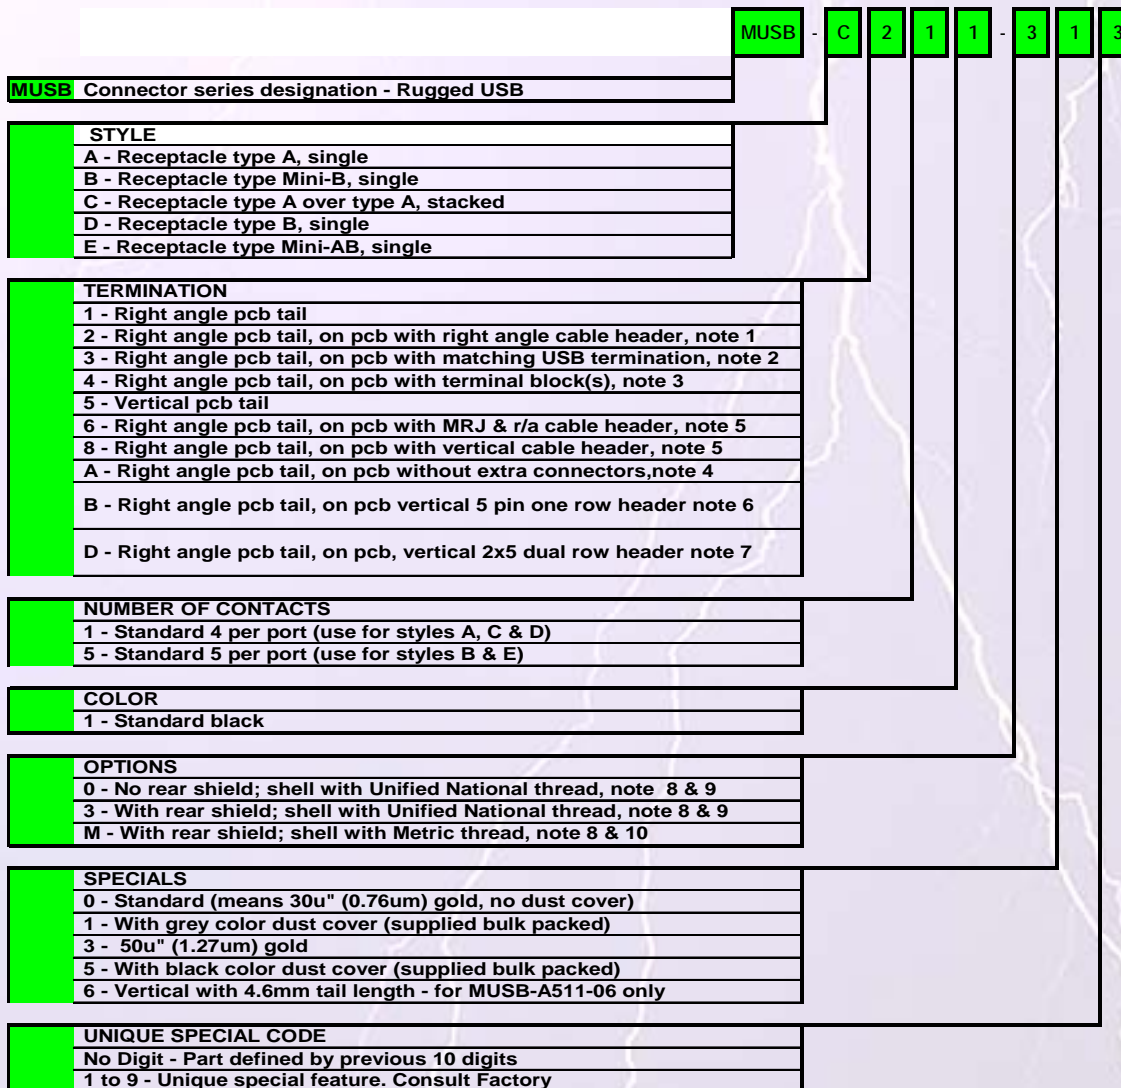 MUSB - C 2 1 1 - 3 1 3
MUSB Connector series designation - Rugged USB
STYLE
A - Receptacle type A, single
B - Receptacle type Mini-B, single
C - Receptacle type A over type A, stacked
D - Receptacle type B, single
E - Receptacle type Mini-AB, single
TERMINATION
1 - Right angle pcb tail
2 - Right angle pcb tail, on pcb with right angle cable header, note 1
3 - Right angle pcb tail, on pcb with matching USB termination, note 2
4 - Right angle pcb tail, on pcb with terminal block(s), note 3
5 - Vertical pcb tail
6 - Right angle pcb tail, on pcb with MRJ & r/a cable header, note 5
8 - Right angle pcb tail, on pcb with vertical cable header, note 5
A - Right angle pcb tail, on pcb without extra connectors,note 4
B - Right angle pcb tail, on pcb vertical 5 pin one row header note 6
D - Right angle pcb tail, on pcb, vertical 2x5 dual row header note 7
NUMBER OF CONTACTS
1 - Standard 4 per port (use for styles A, C & D)
5 - Standard 5 per port (use for styles B & E)
COLOR
1 - Standard black
OPTIONS
0 - No rear shield; shell with Unified National thread, note 8 & 9
3 - With rear shield; shell with Unified National thread, note 8 & 9
M - With rear shield; shell with Metric thread, note 8 & 10
SPECIALS
0 - Standard (means 30u" (0.76um) gold, no dust cover)
1 - With grey color dust cover (supplied bulk packed)
3 - 50u" (1.27um) gold
5 - With black color dust cover (supplied bulk packed)
6 - Vertical with 4.6mm tail length - for MUSB-A511-06 only
UNIQUE SPECIAL CODE
No Digit - Part defined by previous 10 digits
1 to 9 - Unique special feature. Consult Factory